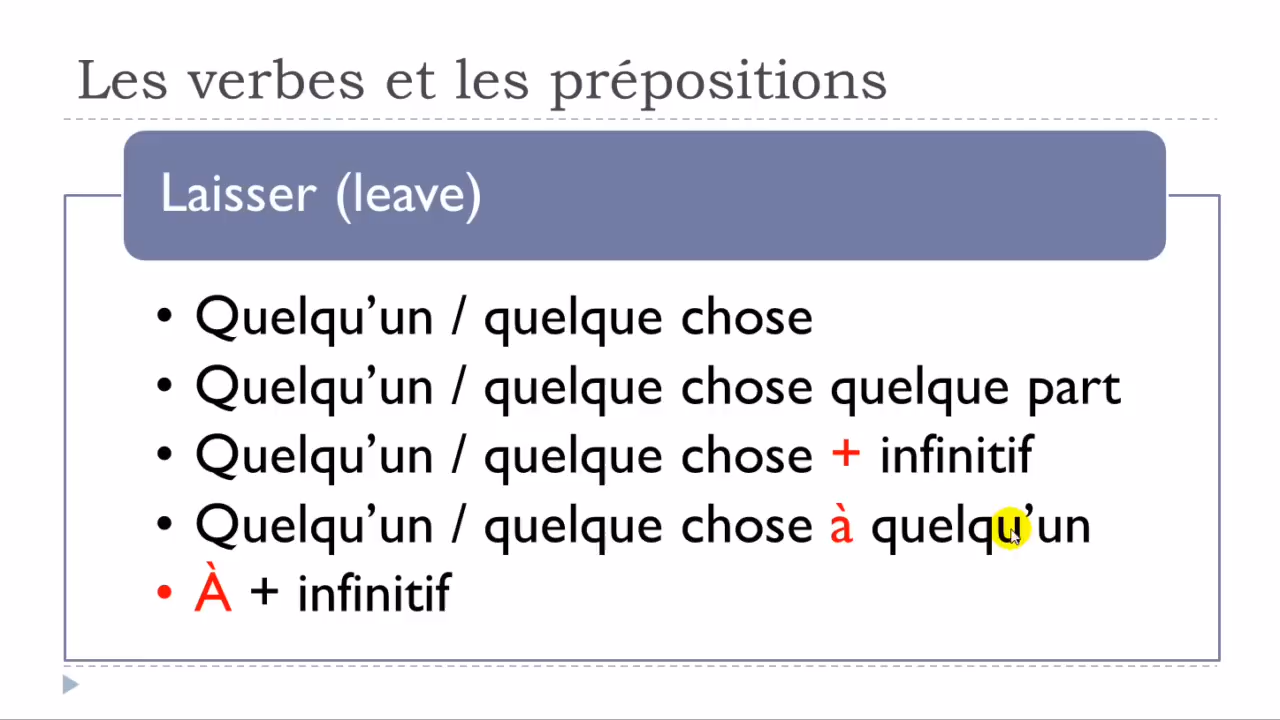 Les verbes et les prépositions
Laisser (leave)
• Quelqu’un / quelque chose
• Quelqu’un / quelque chose quelque part
• Quelqu’un / quelque chose + infinitif
• Quelqu’un / quelque chose à quelqu’un
• À + infinitif